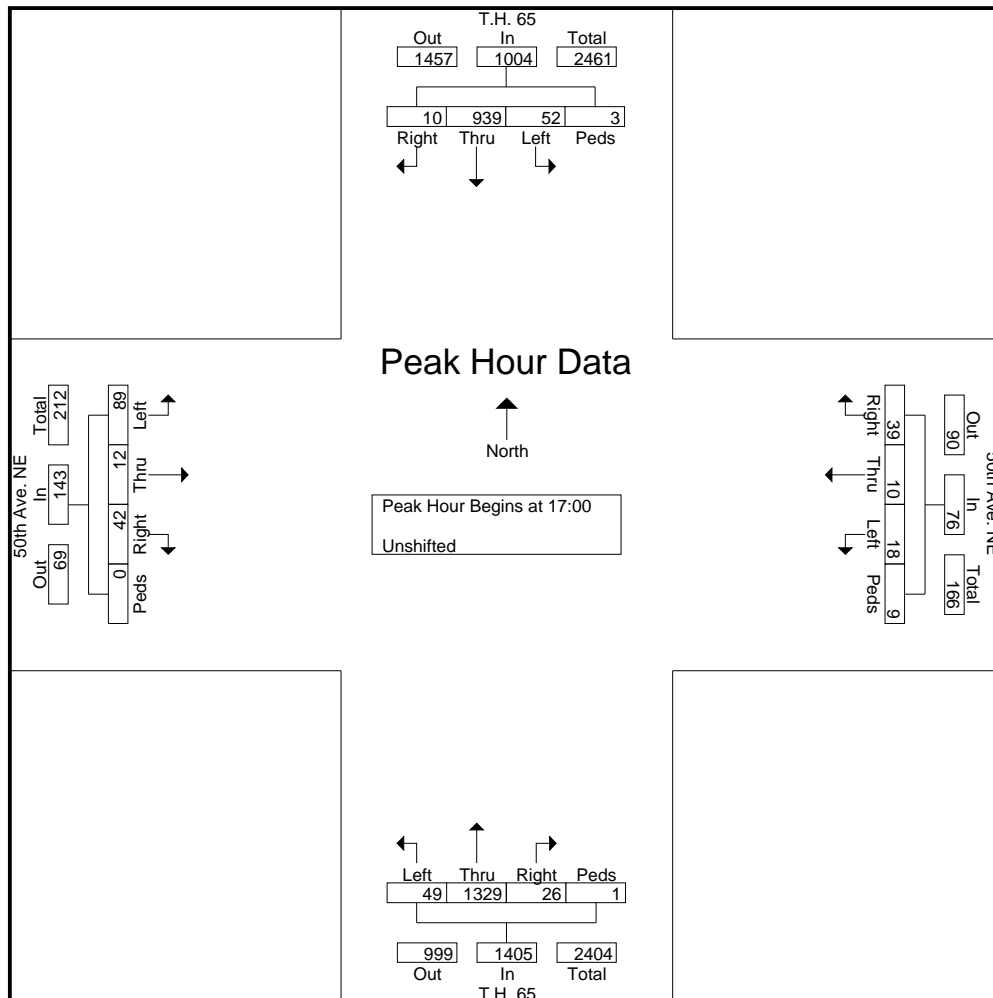 T.H. 65
Out In Total
1457 1004 2461
10 939 52 3
Right Thru Left Peds
Peak Hour Data
North
Peak Hour Begins at 17:00
Unshifted
50th Ave. NE
Total In Out
212 143 69
89 12 42 0
Left Thru Right Peds
Right Thru Left Peds
39 10 18 9
90 76 166
Out In Total
50th Ave. NE
Left Thru Right Peds
49 1329 26 1
999 1405 2404
Out In Total
T.H. 65